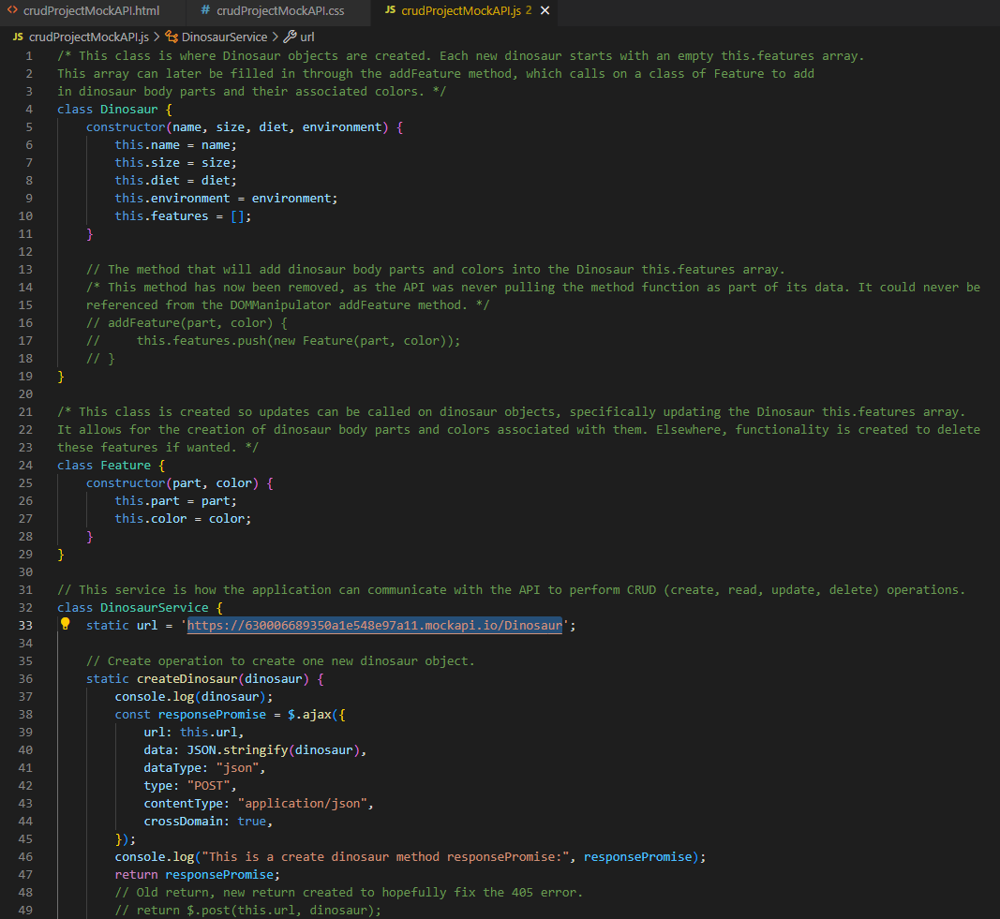 crudProjectMockAPI.html # crudProjectMockAPI.css JS crudProjectMockAPI.js 2 ×
JS crudProjectMockAPI.js > DinosaurService > url
1 /* This class is where Dinosaur objects are created. Each new dinosaur starts with an empty this.features array.
2 This array can later be filled in through the addFeature method, which calls on a class of Feature to add
3 in dinosaur body parts and their associated colors. */
4 class Dinosaur {
5     constructor(name, size, diet, environment) {
6         this.name = name;
7         this.size = size;
8         this.diet = diet;
9         this.environment = environment;
10         this.features = [];
11     }
12
13     // The method that will add dinosaur body parts and colors into the Dinosaur this.features array.
14     /* This method has now been removed, as the API was never pulling the method function as part of its data. It could never be
15     referenced from the DOMManipulator addFeature method. */
16     // addFeature(part, color) {
17     //     this.features.push(new Feature(part, color));
18     // }
19 }
20
21 /* This class is created so updates can be called on dinosaur objects, specifically updating the Dinosaur this.features array.
22 It allows for the creation of dinosaur body parts and colors associated with them. Elsewhere, functionality is created to delete
23 these features if wanted. */
24 class Feature {
25     constructor(part, color) {
26         this.part = part;
27         this.color = color;
28     }
29 }
30
31 // This service is how the application can communicate with the API to perform CRUD (create, read, update, delete) operations.
32 class DinosaurService {
33     static url = 'https://630006689350a1e548e97a11.mockapi.io/Dinosaur';
34
35     // Create operation to create one new dinosaur object.
36     static createDinosaur(dinosaur) {
37         console.log(dinosaur);
38         const responsePromise = $.ajax({
39             url: this.url,
40             data: JSON.stringify(dinosaur),
41             dataType: "json",
42             type: "POST",
43             contentType: "application/json",
44             crossDomain: true,
45         });
46         console.log("This is a create dinosaur method responsePromise:", responsePromise);
47         return responsePromise;
48         // Old return, new return created to hopefully fix the 405 error.
49         // return $.post(this.url, dinosaur);